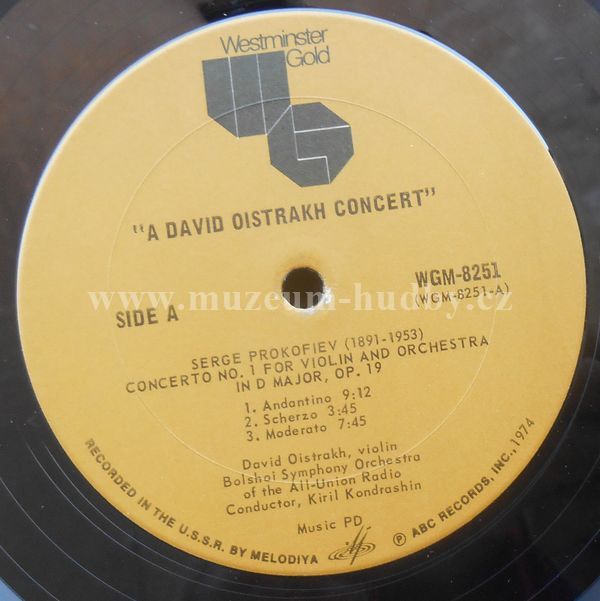 Westminster
Gold
"A DAVID OISTRAKH CONCERT"
WGM-8251
(WGM-8251-A)
SIDE A
www.muzeum-hudby.cz
SERGE PROKOFIEV (1891-1953)
CONCERTO NO. 1 FOR VIOLIN AND ORCHESTRA
IN D MAJOR, OP. 19
1. Andantino 9:12
2. Scherzo 3:45
3. Moderato 7:45
David Oistrakh, violin
Bolshoi Symphony Orchestra
of the All-Union Radio
Conductor, Kiril Kondrashin
Music PD
RECORDED IN THE U.S.S.R. BY MELODIYA
℗ ABC RECORDS, INC., 1974